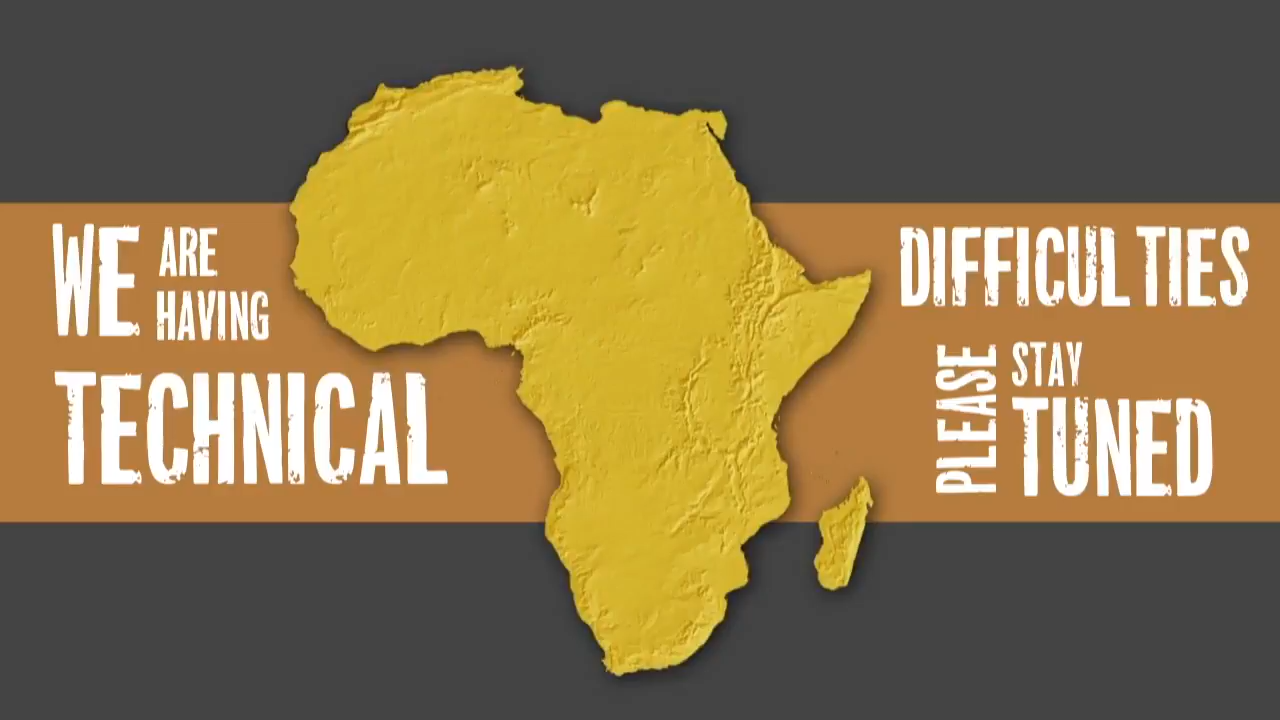 WE ARE
HAVING
TECHNICAL
DIFFICULTIES
PLEASE STAY
TUNED